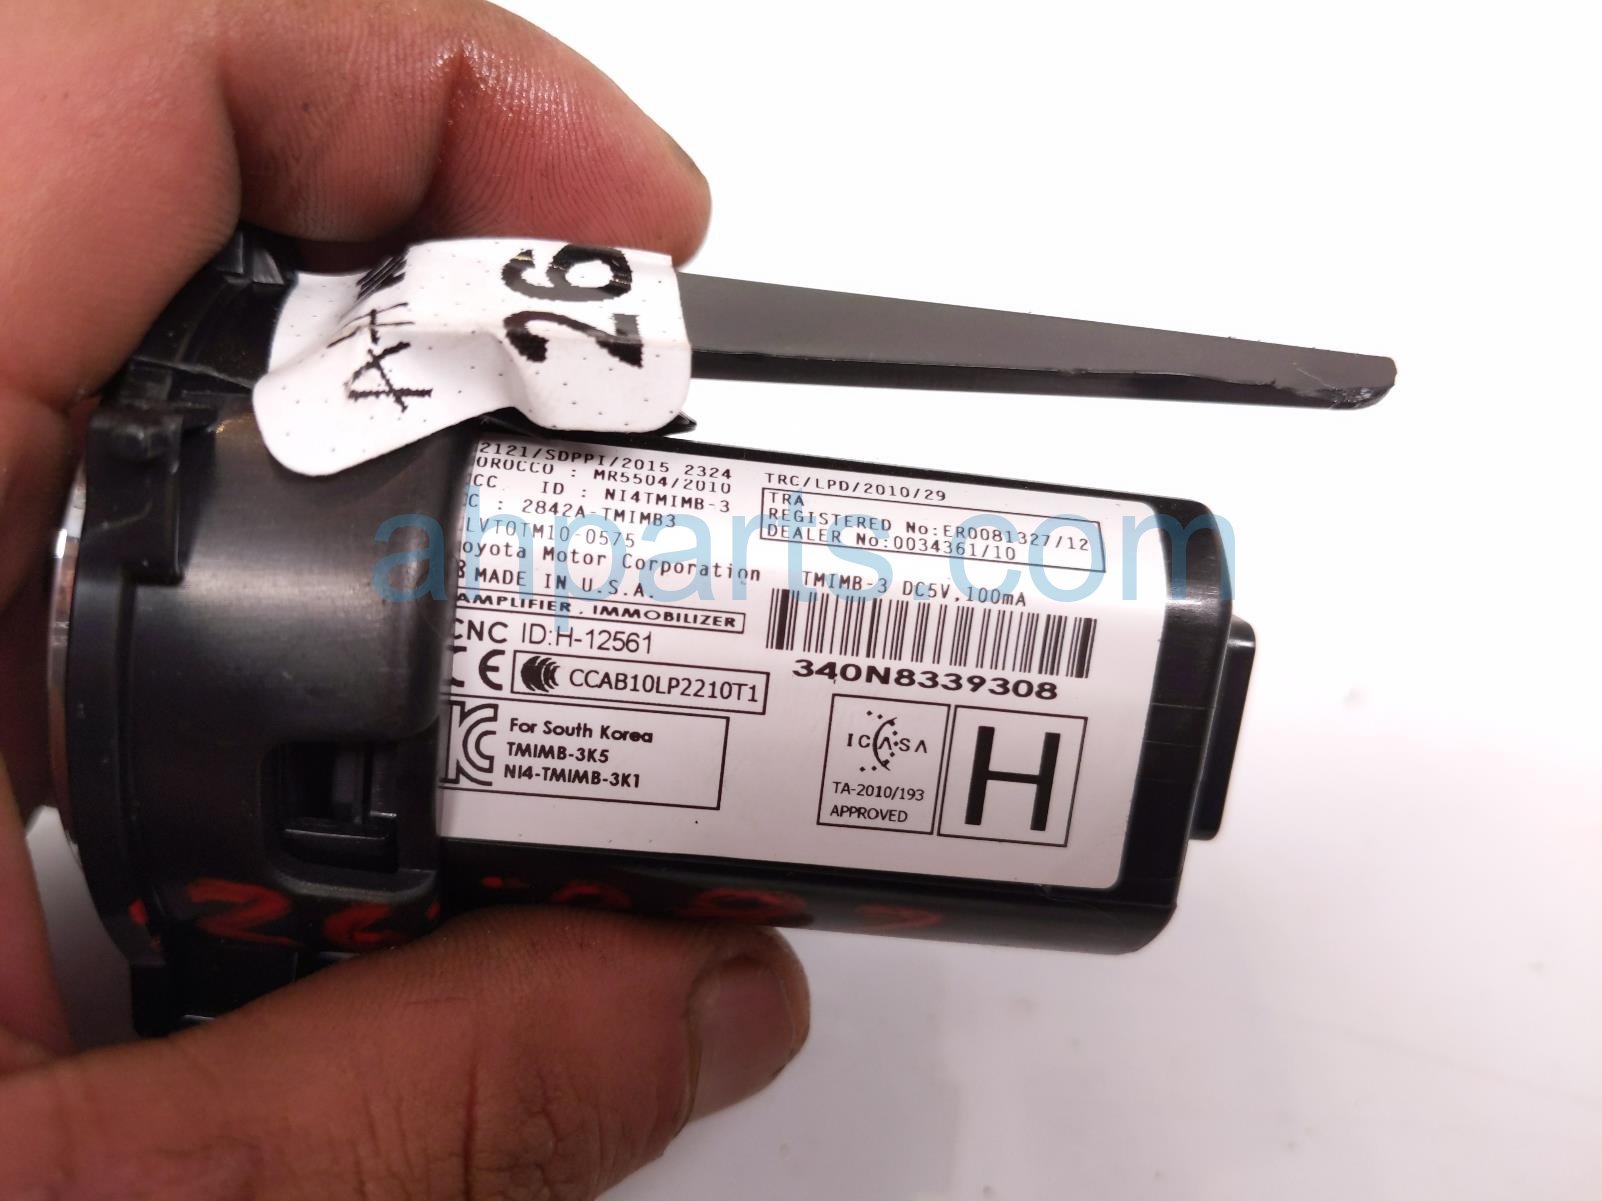 26
2121/SDPPI/2015 2324
OROCCO : MR5504/2010
CC ID : NI4TMIMB-3
C : 2842A-TMIMB3
LVTOTM10-0575
oyota Motor Corporation
MADE IN U.S.A.
AMPLIFIER, IMMOBILIZER
CNC ID:H-12561
CE CCAB10LP2210T1
For South Korea
TMIMB-3K5
NI4-TMIMB-3K1
TRC/LPD/2010/29
TRA
REGISTERED No:ER0081327/12
DEALER No:0034361/10
TMIMB-3 DC5V,100mA
340N8339308
ICASA
TA-2010/193
APPROVED
H
ahparts.com